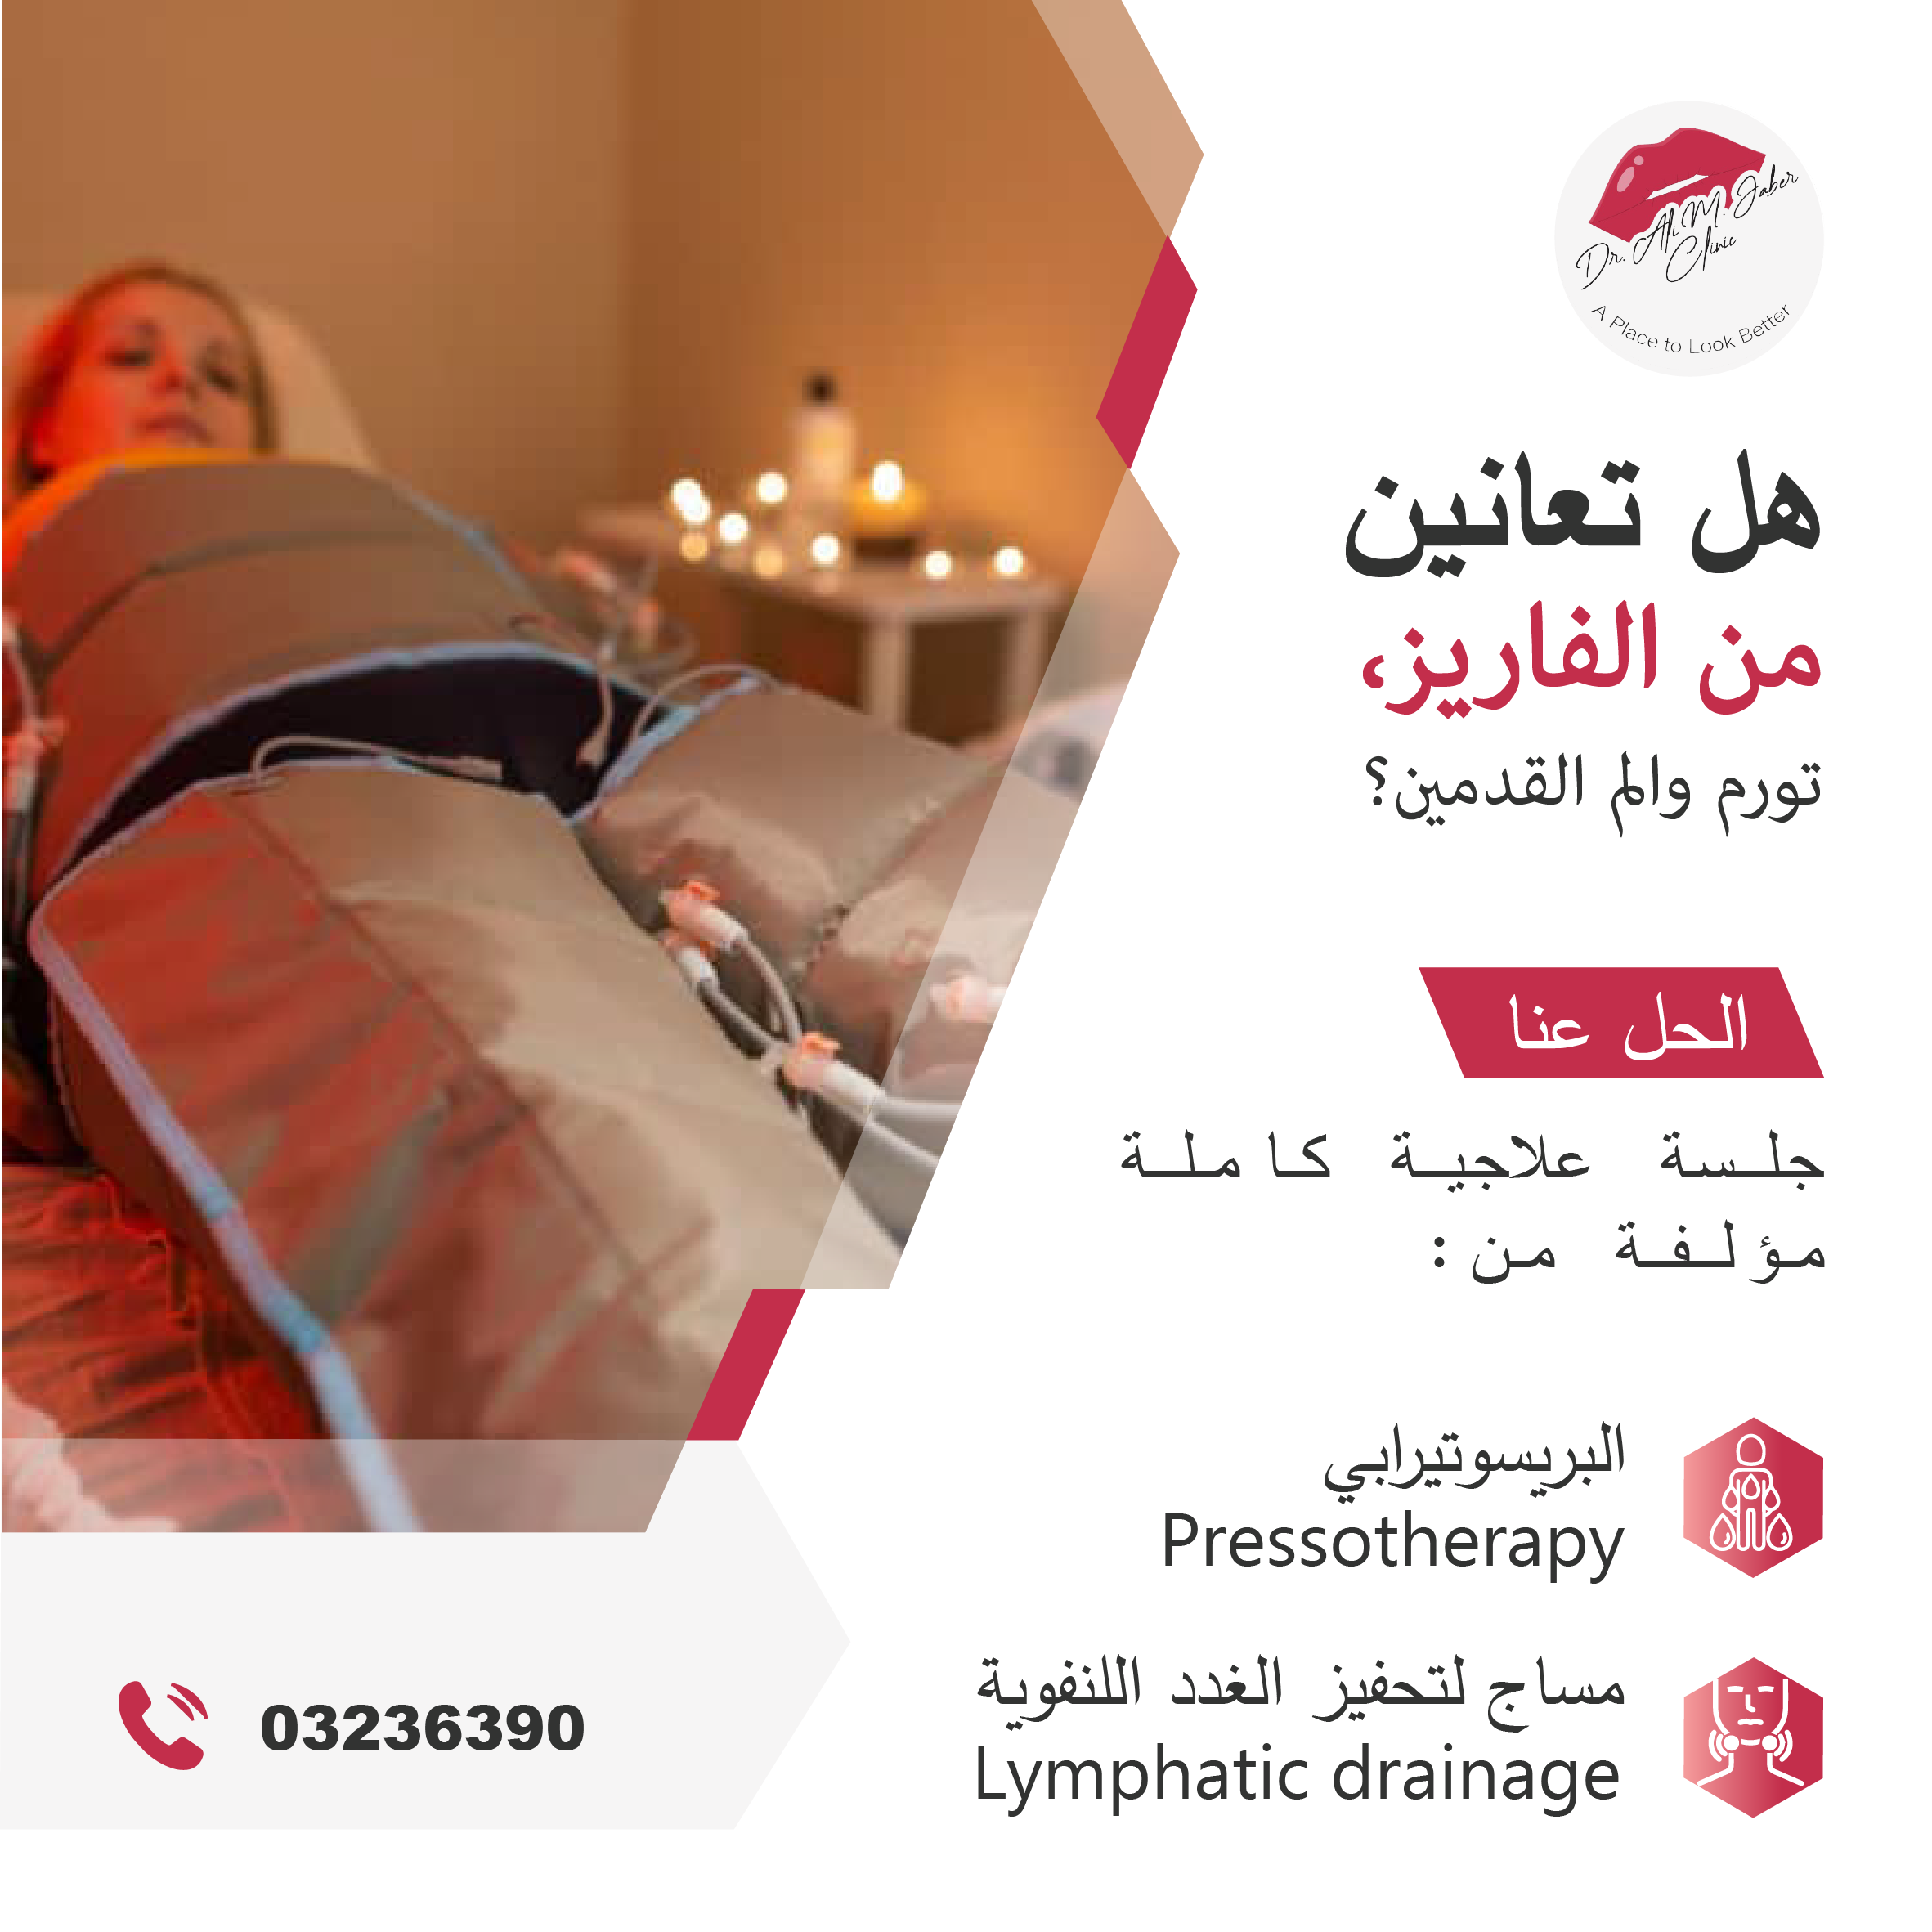 Dr. Ali M. Jaber
Clinic
A Place to Look Better
هل تعانين
من الفاريز،
تورم والم القدمين؟
الحل عنا
جلسة علاجية كاملة
مؤلفة من:
البريسوتيرابي
Pressotherapy
مساج لتحفيز الغدد اللنفوية
Lymphatic drainage
03236390